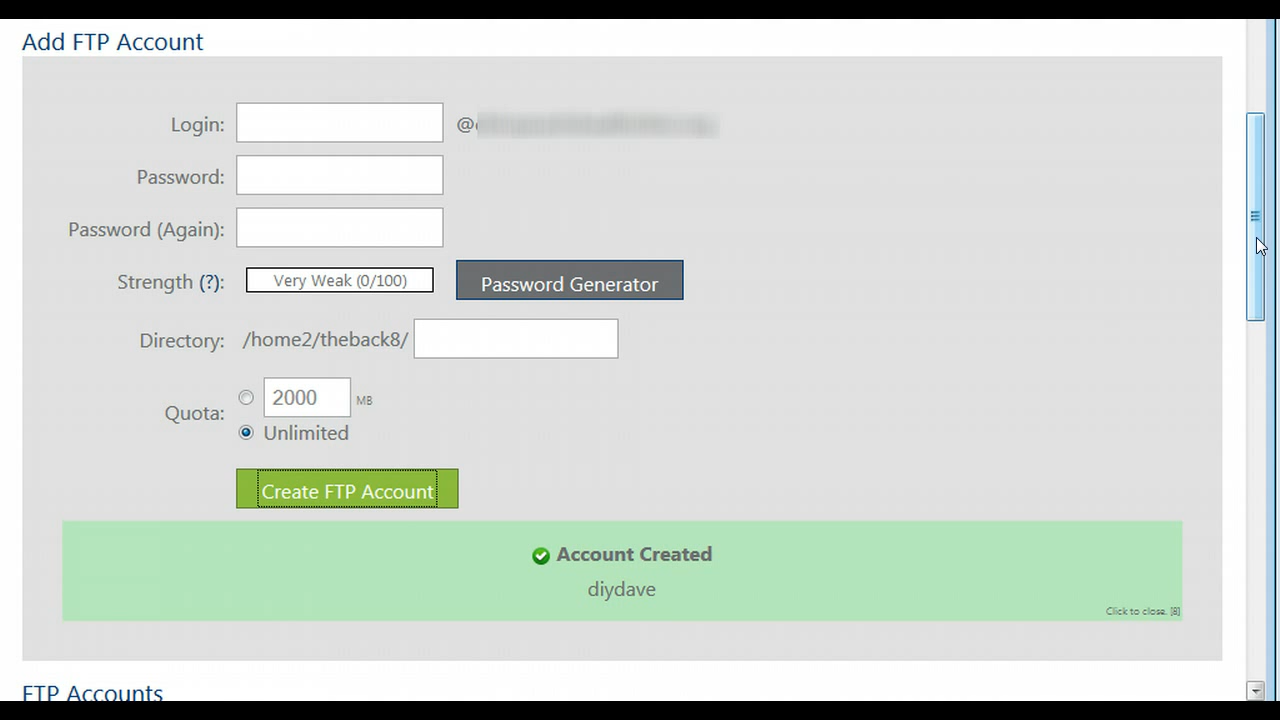 Add FTP Account
Login: @
Password:
Password (Again):
Strength (?): Very Weak (0/100) Password Generator
Directory: /home2/theback8/
Quota: 2000 MB
Unlimited
Create FTP Account
Account Created
diydave
Click to close. [8]
FTP Accounts